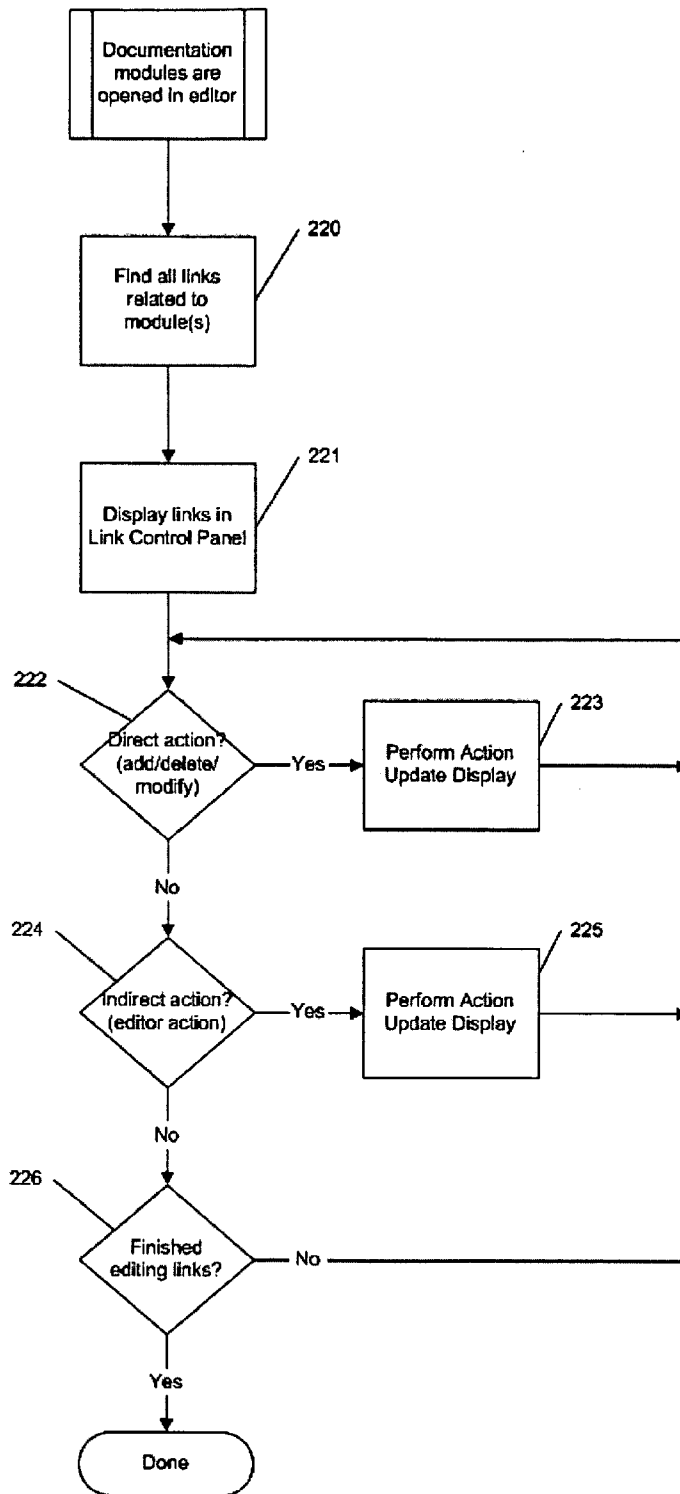 Documentation
modules are
opened in editor
220
Find all links
related to
module(s)
221
Display links in
Link Control Panel
222
Direct action?
(add/delete/
modify)
Yes
223
Perform Action
Update Display
No
224
Indirect action?
(editor action)
Yes
225
Perform Action
Update Display
No
226
Finished
editing links?
No
Yes
Done